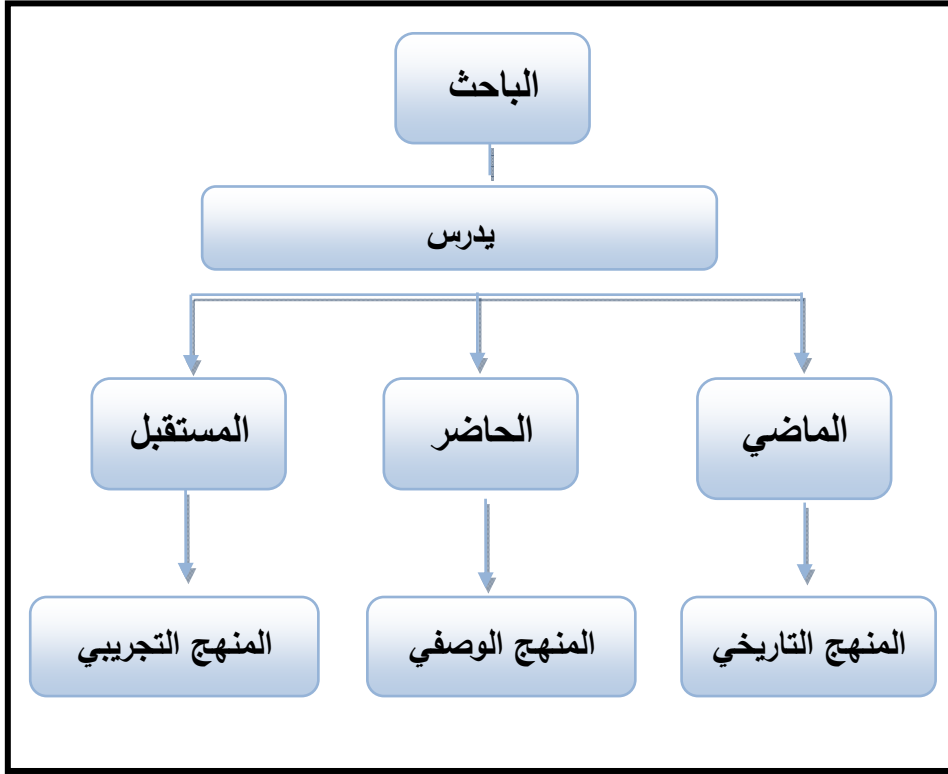 الباحث
يدرس
الماضي
الحاضر
المستقبل
المنهج التاريخي
المنهج الوصفي
المنهج التجريبي